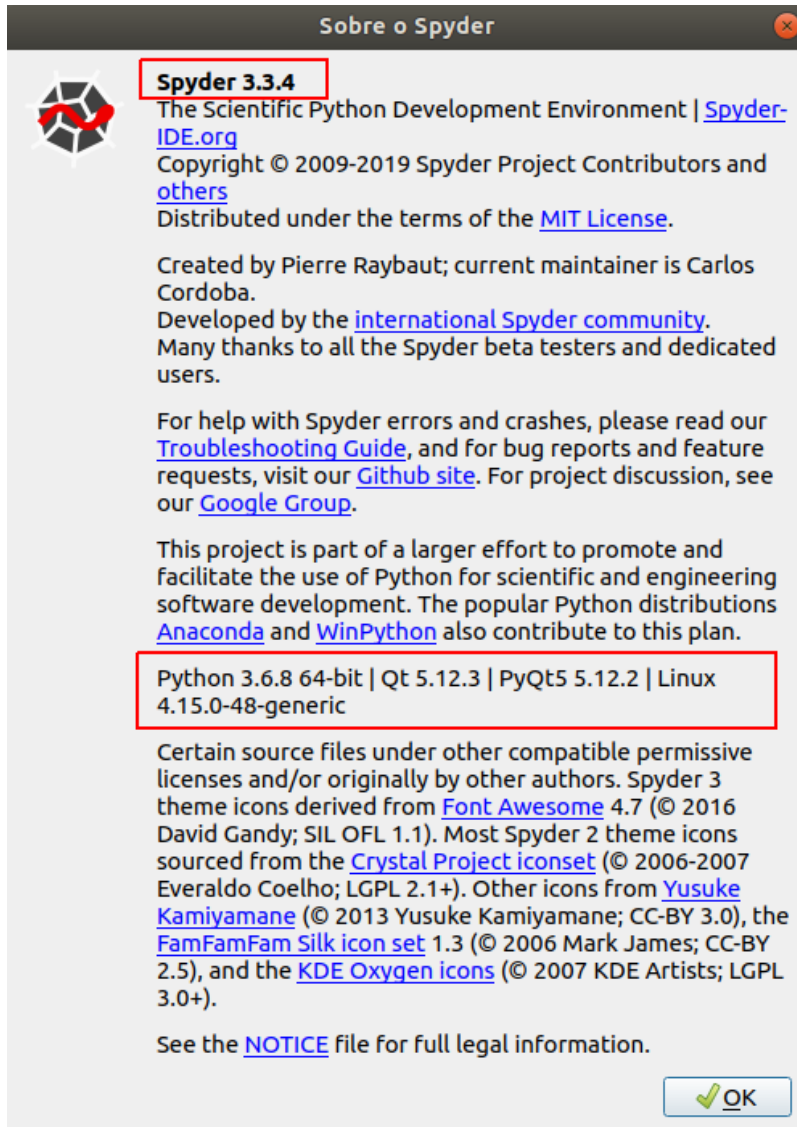 Sobre o Spyder
Spyder 3.3.4
The Scientific Python Development Environment | Spyder-
IDE.org
Copyright © 2009-2019 Spyder Project Contributors and
others
Distributed under the terms of the MIT License.
Created by Pierre Raybaut; current maintainer is Carlos
Cordoba.
Developed by the international Spyder community.
Many thanks to all the Spyder beta testers and dedicated
users.
For help with Spyder errors and crashes, please read our
Troubleshooting Guide, and for bug reports and feature
requests, visit our Github site. For project discussion, see
our Google Group.
This project is part of a larger effort to promote and
facilitate the use of Python for scientific and engineering
software development. The popular Python distributions
Anaconda and WinPython also contribute to this plan.
Python 3.6.8 64-bit | Qt 5.12.3 | PyQt5 5.12.2 | Linux
4.15.0-48-generic
Certain source files under other compatible permissive
licenses and/or originally by other authors. Spyder 3
theme icons derived from Font Awesome 4.7 (© 2016
David Gandy; SIL OFL 1.1). Most Spyder 2 theme icons
sourced from the Crystal Project iconset (© 2006-2007
Everaldo Coelho; LGPL 2.1+). Other icons from Yusuke
Kamiyamane (© 2013 Yusuke Kamiyamane; CC-BY 3.0), the
FamFamFam Silk icon set 1.3 (© 2006 Mark James; CC-BY
2.5), and the KDE Oxygen icons (© 2007 KDE Artists; LGPL
3.0+).
See the NOTICE file for full legal information.
OK